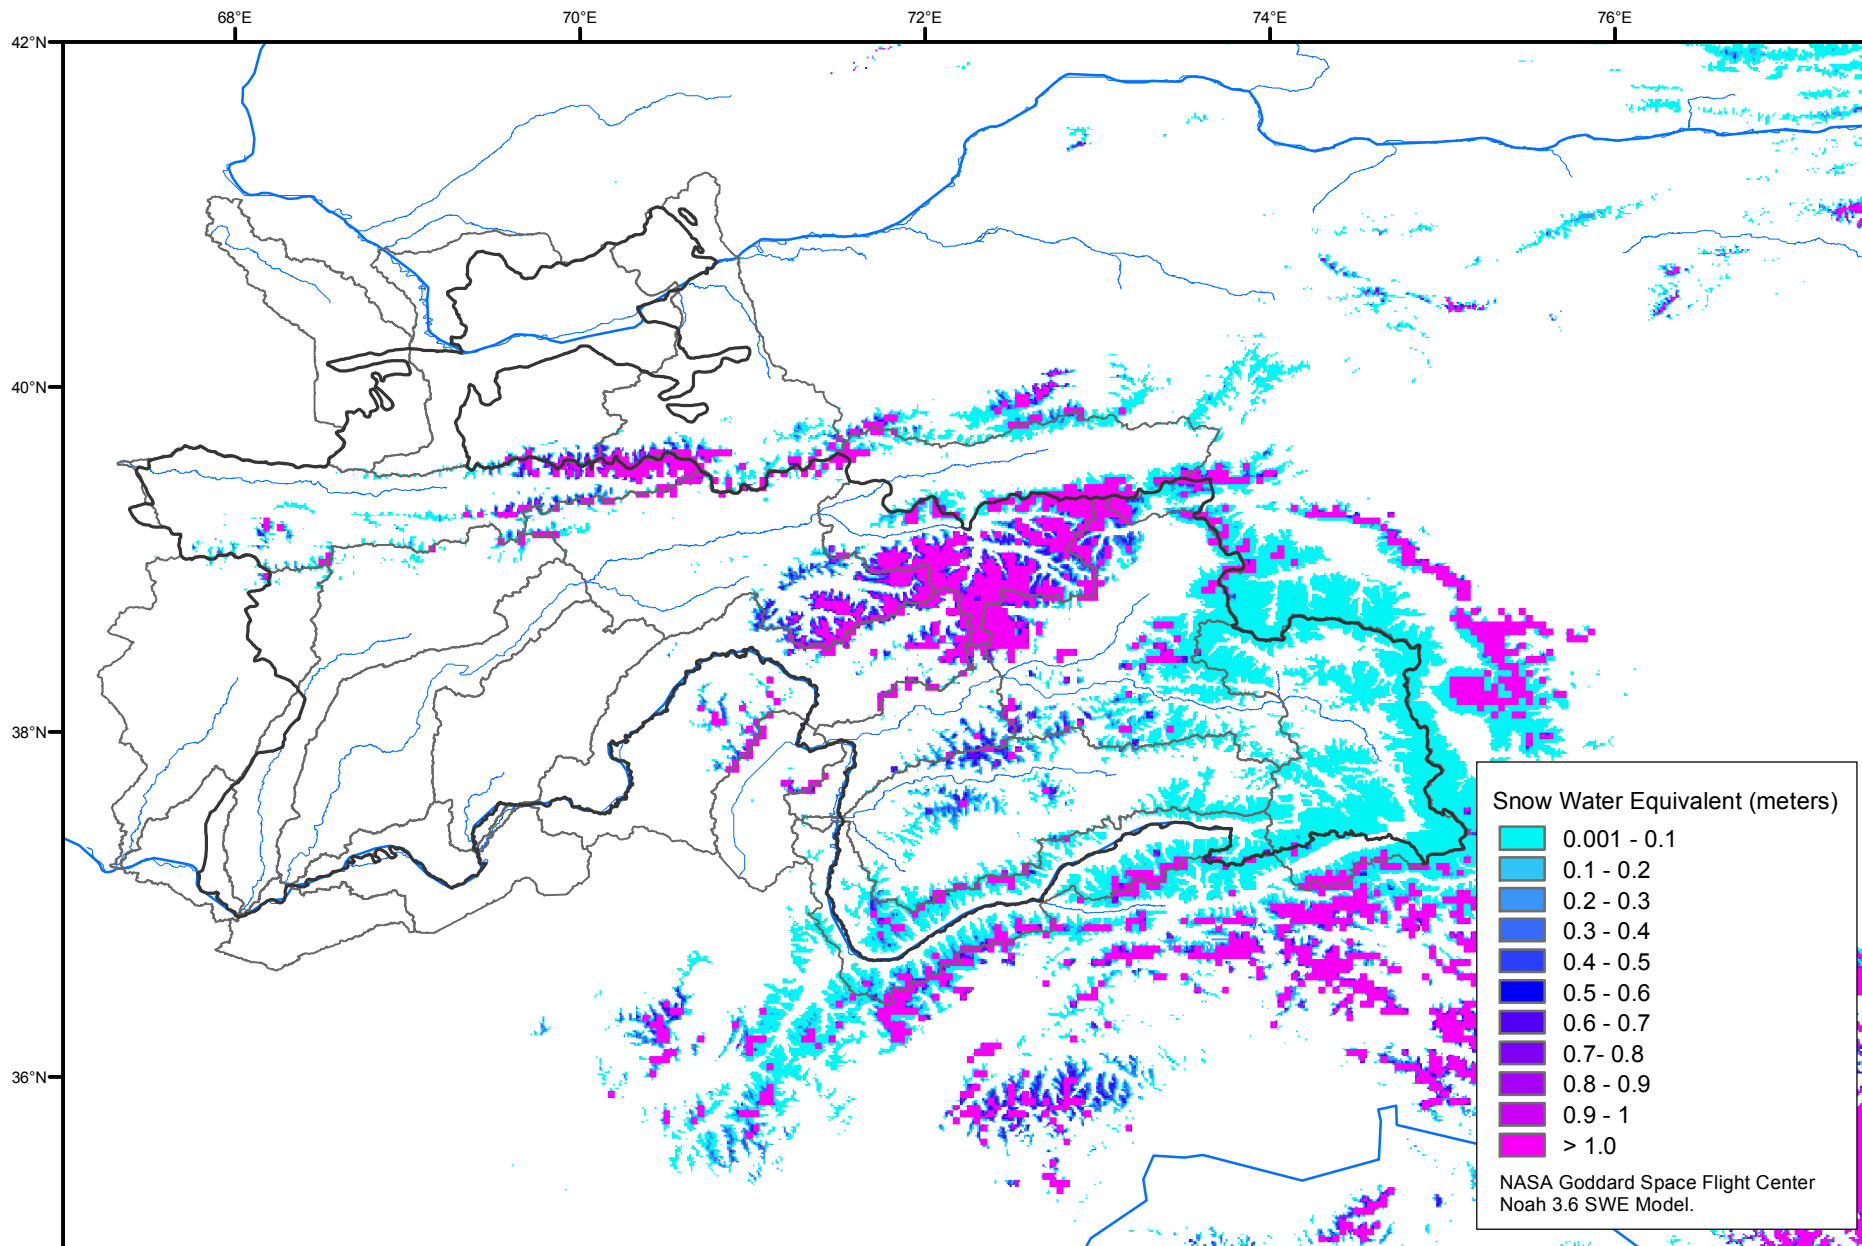 68°E 70°E 72°E 74°E 76°E
42°N
40°N
38°N
36°N
Snow Water Equivalent (meters)
0.001 - 0.1
0.1 - 0.2
0.2 - 0.3
0.3 - 0.4
0.4 - 0.5
0.5 - 0.6
0.6 - 0.7
0.7- 0.8
0.8 - 0.9
0.9 - 1
> 1.0
NASA Goddard Space Flight Center
Noah 3.6 SWE Model.